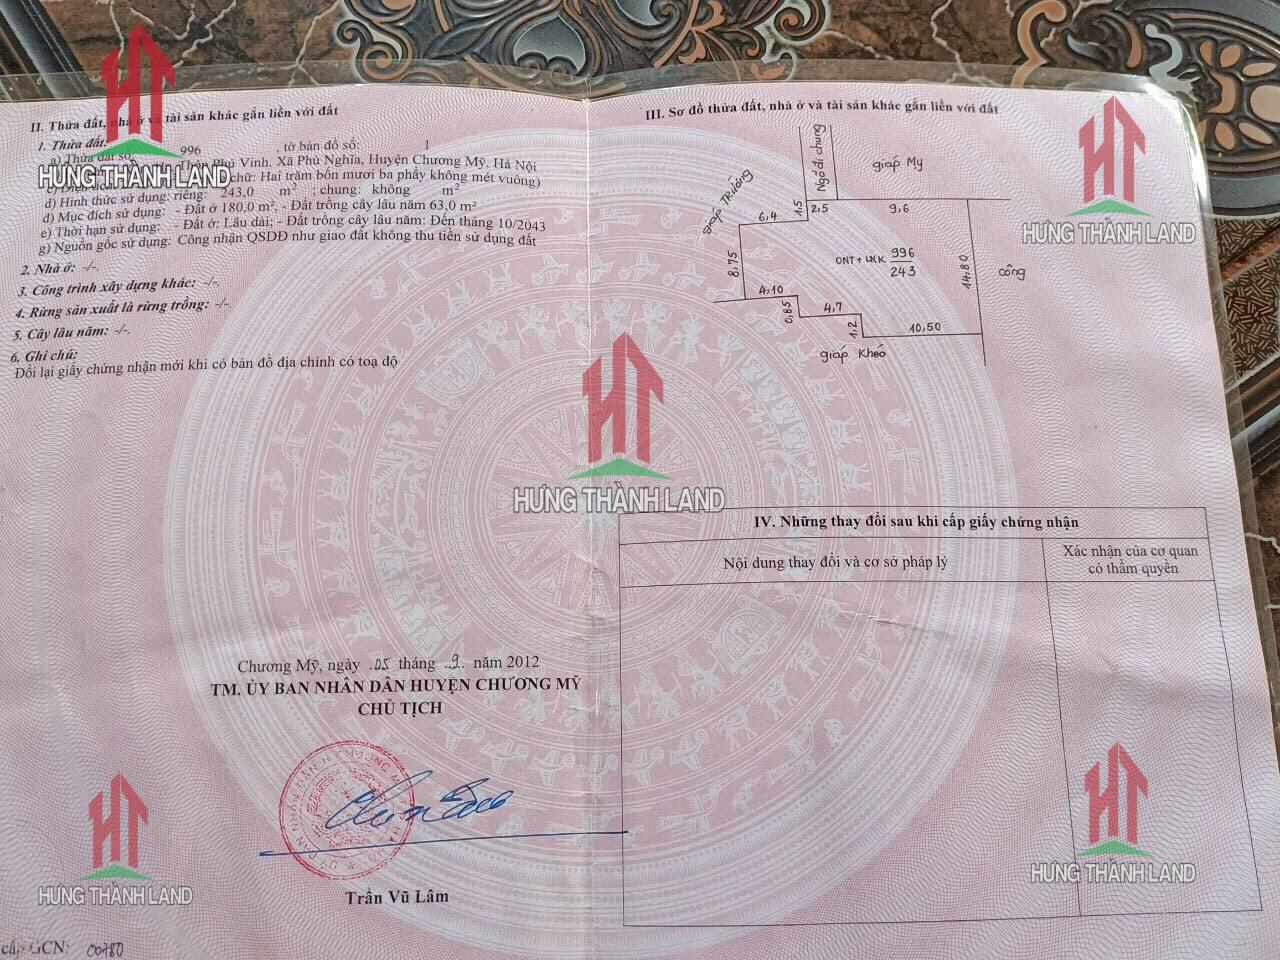 II. Thửa đất, nhà ở và tài sản khác gắn liền với đất
1. Thửa đất:
a) Thửa đất số: 996 , tờ bản đồ số: 1
Thôn Phú Vinh, Xã Phú Nghĩa, Huyện Chương Mỹ, Hà Nội
chữ: Hai trăm bốn mươi ba phẩy không mét vuông)
d) Hình thức sử dụng: riêng: 243,0 m² ; chung: không m²
đ) Mục đích sử dụng: - Đất ở 180,0 m², - Đất trồng cây lâu năm 63,0 m²
e) Thời hạn sử dụng: - Đất ở: Lâu dài; - Đất trồng cây lâu năm: Đến tháng 10/2043
g) Nguồn gốc sử dụng: Công nhận QSDĐ như giao đất không thu tiền sử dụng đất
2. Nhà ở: -/-
3. Công trình xây dựng khác: -/-
4. Rừng sản xuất là rừng trồng: -/-
5. Cây lâu năm: -/-
6. Ghi chú:
Đổi lại giấy chứng nhận mới khi có bản đồ địa chính có toạ độ
Chương Mỹ, ngày 05 tháng 9 năm 2012
TM. ỦY BAN NHÂN DÂN HUYỆN CHƯƠNG MỸ
CHỦ TỊCH
Trần Vũ Lâm
cấp GCN: 00780
III. Sơ đồ thửa đất, nhà ở và tài sản khác gắn liền với đất
Ngõ đi chung
giáp My
giáp Trường
6,4
1,5
2,5
9,6
8,75
ONT + LNK
996
243
14,80
cống
4,10
0,85
4,7
1,2
10,50
giáp Khéo
IV. Những thay đổi sau khi cấp giấy chứng nhận
Nội dung thay đổi và cơ sở pháp lý
Xác nhận của cơ quan
có thẩm quyền
HƯNG THÀNH LAND
HƯNG THÀNH LAND
HƯNG THÀNH LAND
HƯNG THÀNH LAND
HƯNG THÀNH LAND